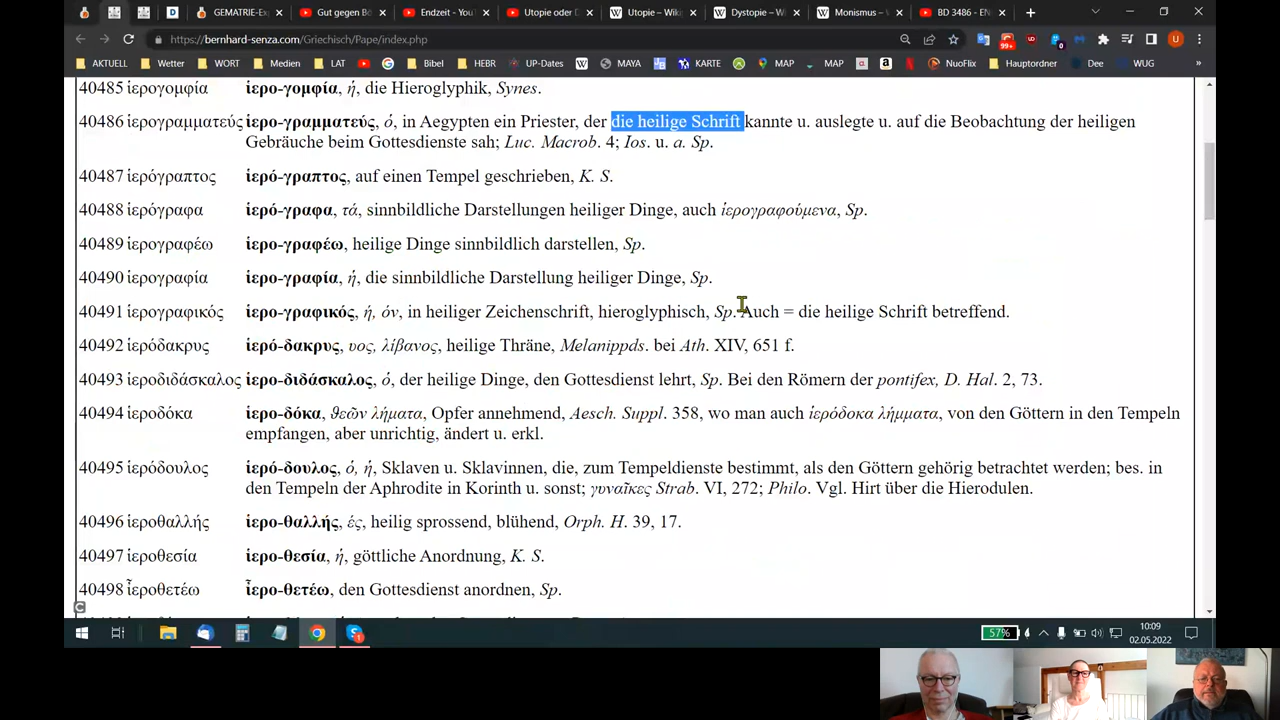 GEMATRIE-Exp
Gut gegen Bö
Endzeit - YouT
Utopie oder D
Utopie – Wikip
Dystopie – Wi
Monismus – W
BD 3486 - EN
https://bernhard-senza.com/Griechisch/Pape/index.php
AKTUELL Wetter WORT Medien LAT Bibel HEBR UP-Dates MAYA KARTE MAP MAP NuoFlix Hauptordner Dee WUG
40485 ἱερογομφία ἱερο-γομφία, ἡ, die Hieroglyphik, Synes.
40486 ἱερογραμματεύς ἱερο-γραμματεύς, ὁ, in Aegypten ein Priester, der die heilige Schrift kannte u. auslegte u. auf die Beobachtung der heiligen
Gebräuche beim Gottesdienste sah; Luc. Macrob. 4; Ios. u. a. Sp.
40487 ἱερόγραπτος ἱερό-γραπτος, auf einen Tempel geschrieben, K. S.
40488 ἱερόγραφα ἱερό-γραφα, τά, sinnbildliche Darstellungen heiliger Dinge, auch ἱερογραφούμενα, Sp.
40489 ἱερογραφέω ἱερο-γραφέω, heilige Dinge sinnbildlich darstellen, Sp.
40490 ἱερογραφία ἱερο-γραφία, ἡ, die sinnbildliche Darstellung heiliger Dinge, Sp.
40491 ἱερογραφικός ἱερο-γραφικός, ή, όν, in heiliger Zeichenschrift, hieroglyphisch, Sp. Auch = die heilige Schrift betreffend.
40492 ἱερόδακρυς ἱερό-δακρυς, υος, λίβανος, heilige Thräne, Melanippds. bei Ath. XIV, 651 f.
40493 ἱεροδιδάσκαλος ἱερο-διδάσκαλος, ὁ, der heilige Dinge, den Gottesdienst lehrt, Sp. Bei den Römern der pontifex, D. Hal. 2, 73.
40494 ἱεροδόκα ἱερο-δόκα, ϑεῶν λήματα, Opfer annehmend, Aesch. Suppl. 358, wo man auch ἱερόδοκα λήμματα, von den Göttern in den Tempeln
empfangen, aber unrichtig, ändert u. erkl.
40495 ἱερόδουλος ἱερό-δουλος, ὁ, ἡ, Sklaven u. Sklavinnen, die, zum Tempeldienste bestimmt, als den Göttern gehörig betrachtet werden; bes. in
den Tempeln der Aphrodite in Korinth u. sonst; γυναῖκες Strab. VI, 272; Philo. Vgl. Hirt über die Hierodulen.
40496 ἱεροθαλλής ἱερο-θαλλής, ές, heilig sprossend, blühend, Orph. H. 39, 17.
40497 ἱεροθεσία ἱερο-θεσία, ἡ, göttliche Anordnung, K. S.
40498 ἷεροθετέω ἷερο-θετέω, den Gottesdienst anordnen, Sp.
57%
10:09
02.05.2022